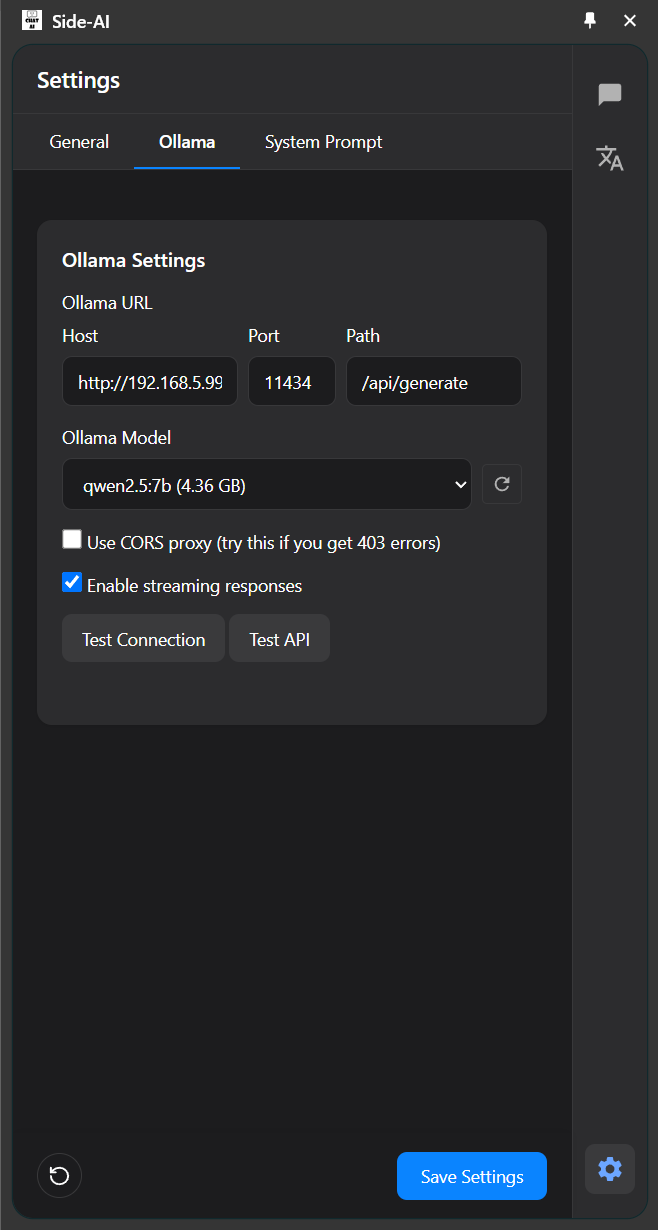 CHAT
AI
Side-AI
Settings
General Ollama System Prompt
Ollama Settings
Ollama URL
Host Port Path
http://192.168.5.99 11434 /api/generate
Ollama Model
qwen2.5:7b (4.36 GB)
Use CORS proxy (try this if you get 403 errors)
Enable streaming responses
Test Connection Test API
Save Settings